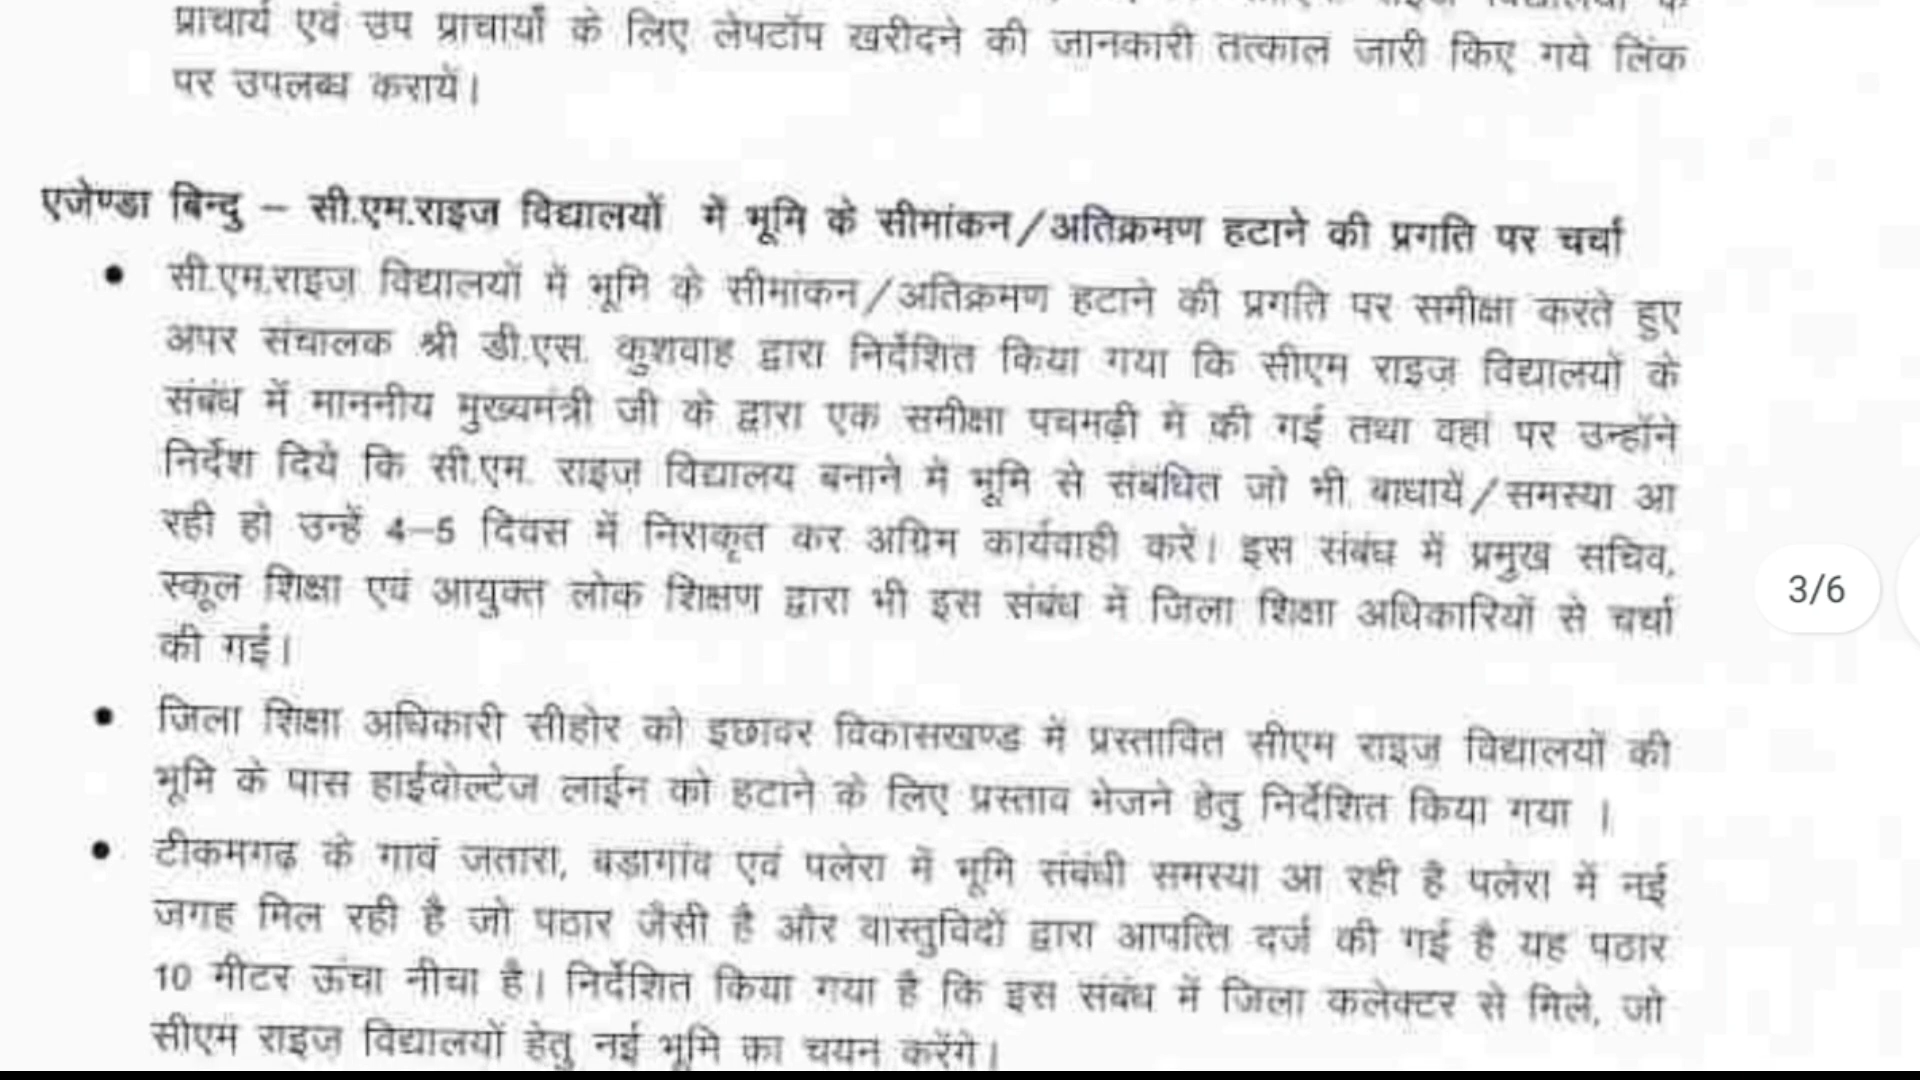 प्राचार्य एवं उप प्राचार्यों के लिए लेपटॉप खरीदने की जानकारी तत्काल जारी किए गये लिंक
पर उपलब्ध करायें।
एजेण्डा बिन्दु – सी.एम.राइज विद्यालयों में भूमि के सीमांकन/अतिक्रमण हटाने की प्रगति पर चर्चा
• सी.एम.राइज़ विद्यालयों में भूमि के सीमांकन/अतिक्रमण हटाने की प्रगति पर समीक्षा करते हुए
अपर संचालक श्री डी.एस. कुशवाह द्वारा निर्देशित किया गया कि सीएम राइज़ विद्यालयों के
संबंध में माननीय मुख्यमंत्री जी के द्वारा एक समीक्षा पचमढ़ी में की गई तथा वहां पर उन्होंने
निर्देश दिये कि सी.एम. राइज़ विद्यालय बनाने में भूमि से संबंधित जो भी बाधायें/समस्या आ
रही हो उन्हें 4–5 दिवस में निराकृत कर अग्रिम कार्यवाही करें। इस संबंध में प्रमुख सचिव,
स्कूल शिक्षा एवं आयुक्त लोक शिक्षण द्वारा भी इस संबंध में जिला शिक्षा अधिकारियों से चर्चा
की गई।
3/6
• जिला शिक्षा अधिकारी सीहोर को इछावर विकासखण्ड में प्रस्तावित सीएम राइज़ विद्यालयों की
भूमि के पास हाईवोल्टेज लाईन को हटाने के लिए प्रस्ताव भेजने हेतु निर्देशित किया गया ।
• टीकमगढ़ के गावं जतारा, बड़ागांव एवं पलेरा में भूमि संबंधी समस्या आ रही है पलेरा में नई
जगह मिल रही है जो पठार जैसी है और वास्तुविदों द्वारा आपत्ति दर्ज की गई है यह पठार
10 मीटर ऊंचा नीचा है। निर्देशित किया गया है कि इस संबंध में जिला कलेक्टर से मिले, जो
सीएम राइज़ विद्यालयों हेतु नई भूमि का चयन करेंगे।